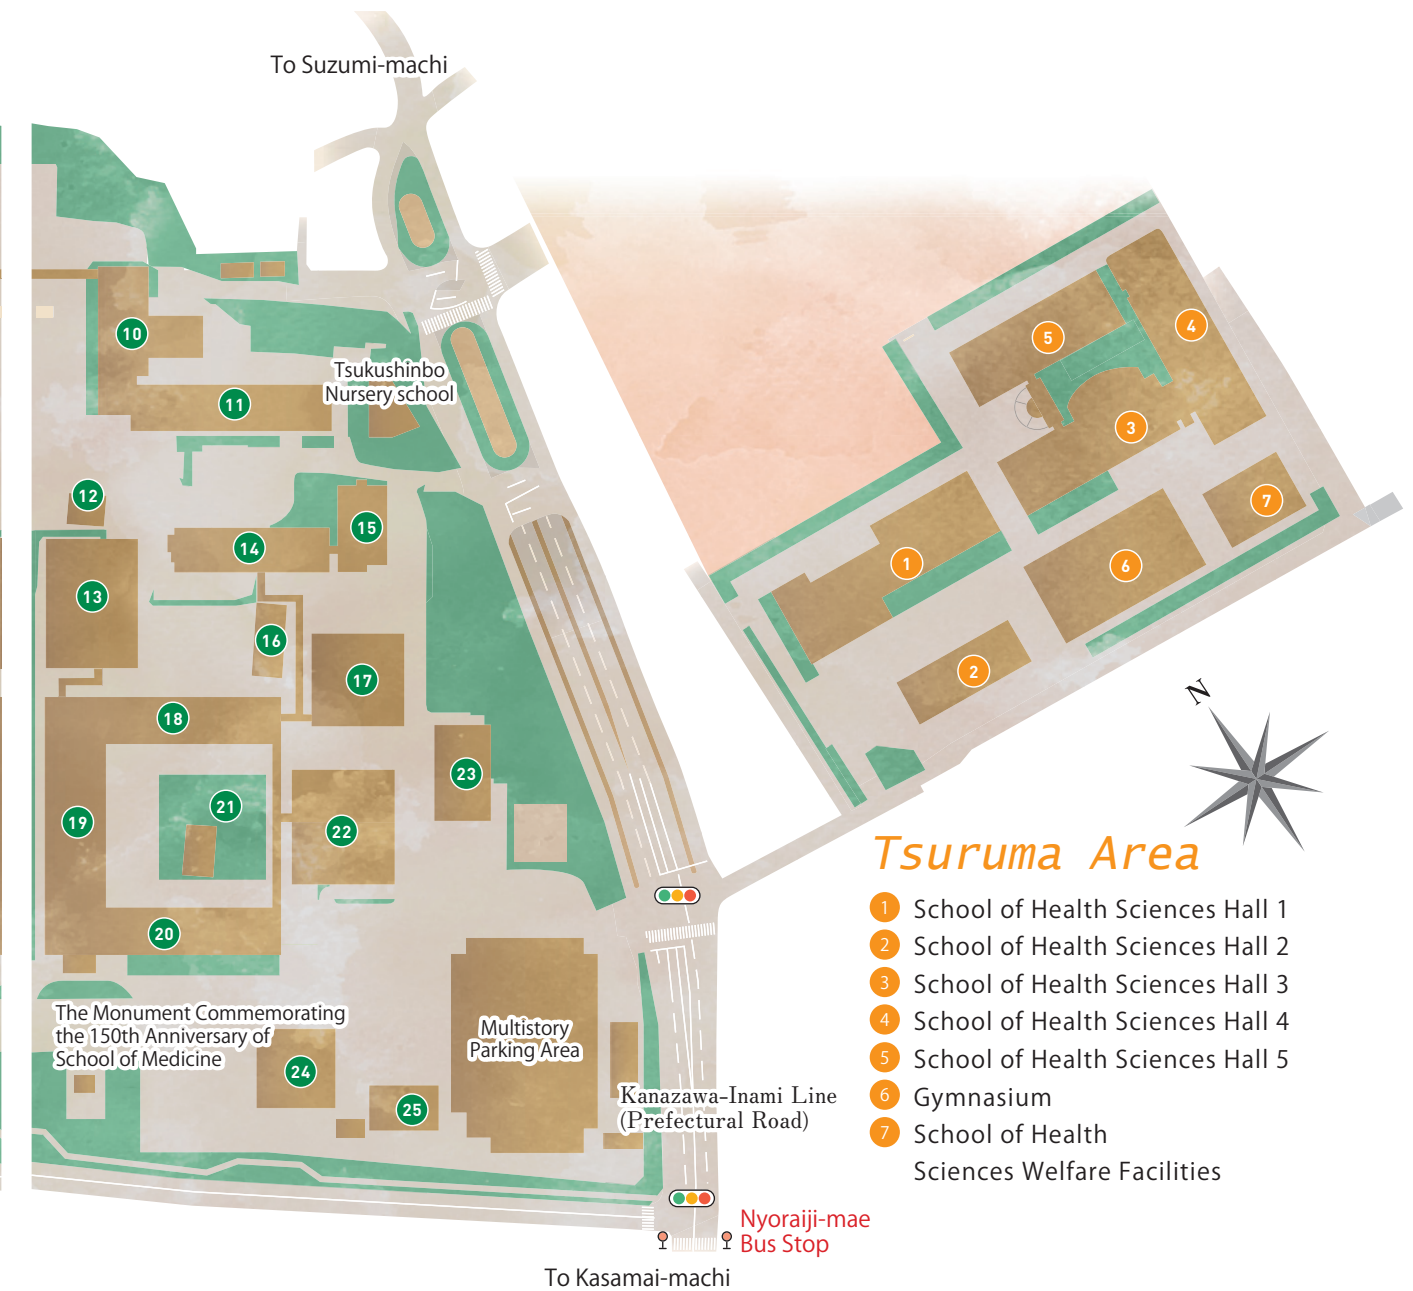 To Suzumi-machi
10
5
4
Tsukushinbo
Nursery school
11
3
12
7
15
14
1
6
13
16
2
17
N
18
23
21
19
22
Tsuruma Area
1 School of Health Sciences Hall 1
20
2 School of Health Sciences Hall 2
3 School of Health Sciences Hall 3
The Monument Commemorating
the 150th Anniversary of
School of Medicine
Multistory
Parking Area
4 School of Health Sciences Hall 4
5 School of Health Sciences Hall 5
24
Kanazawa-Inami Line
(Prefectural Road)
6 Gymnasium
25
7 School of Health
Sciences Welfare Facilities
Nyoraiji-mae
Bus Stop
To Kasamai-machi